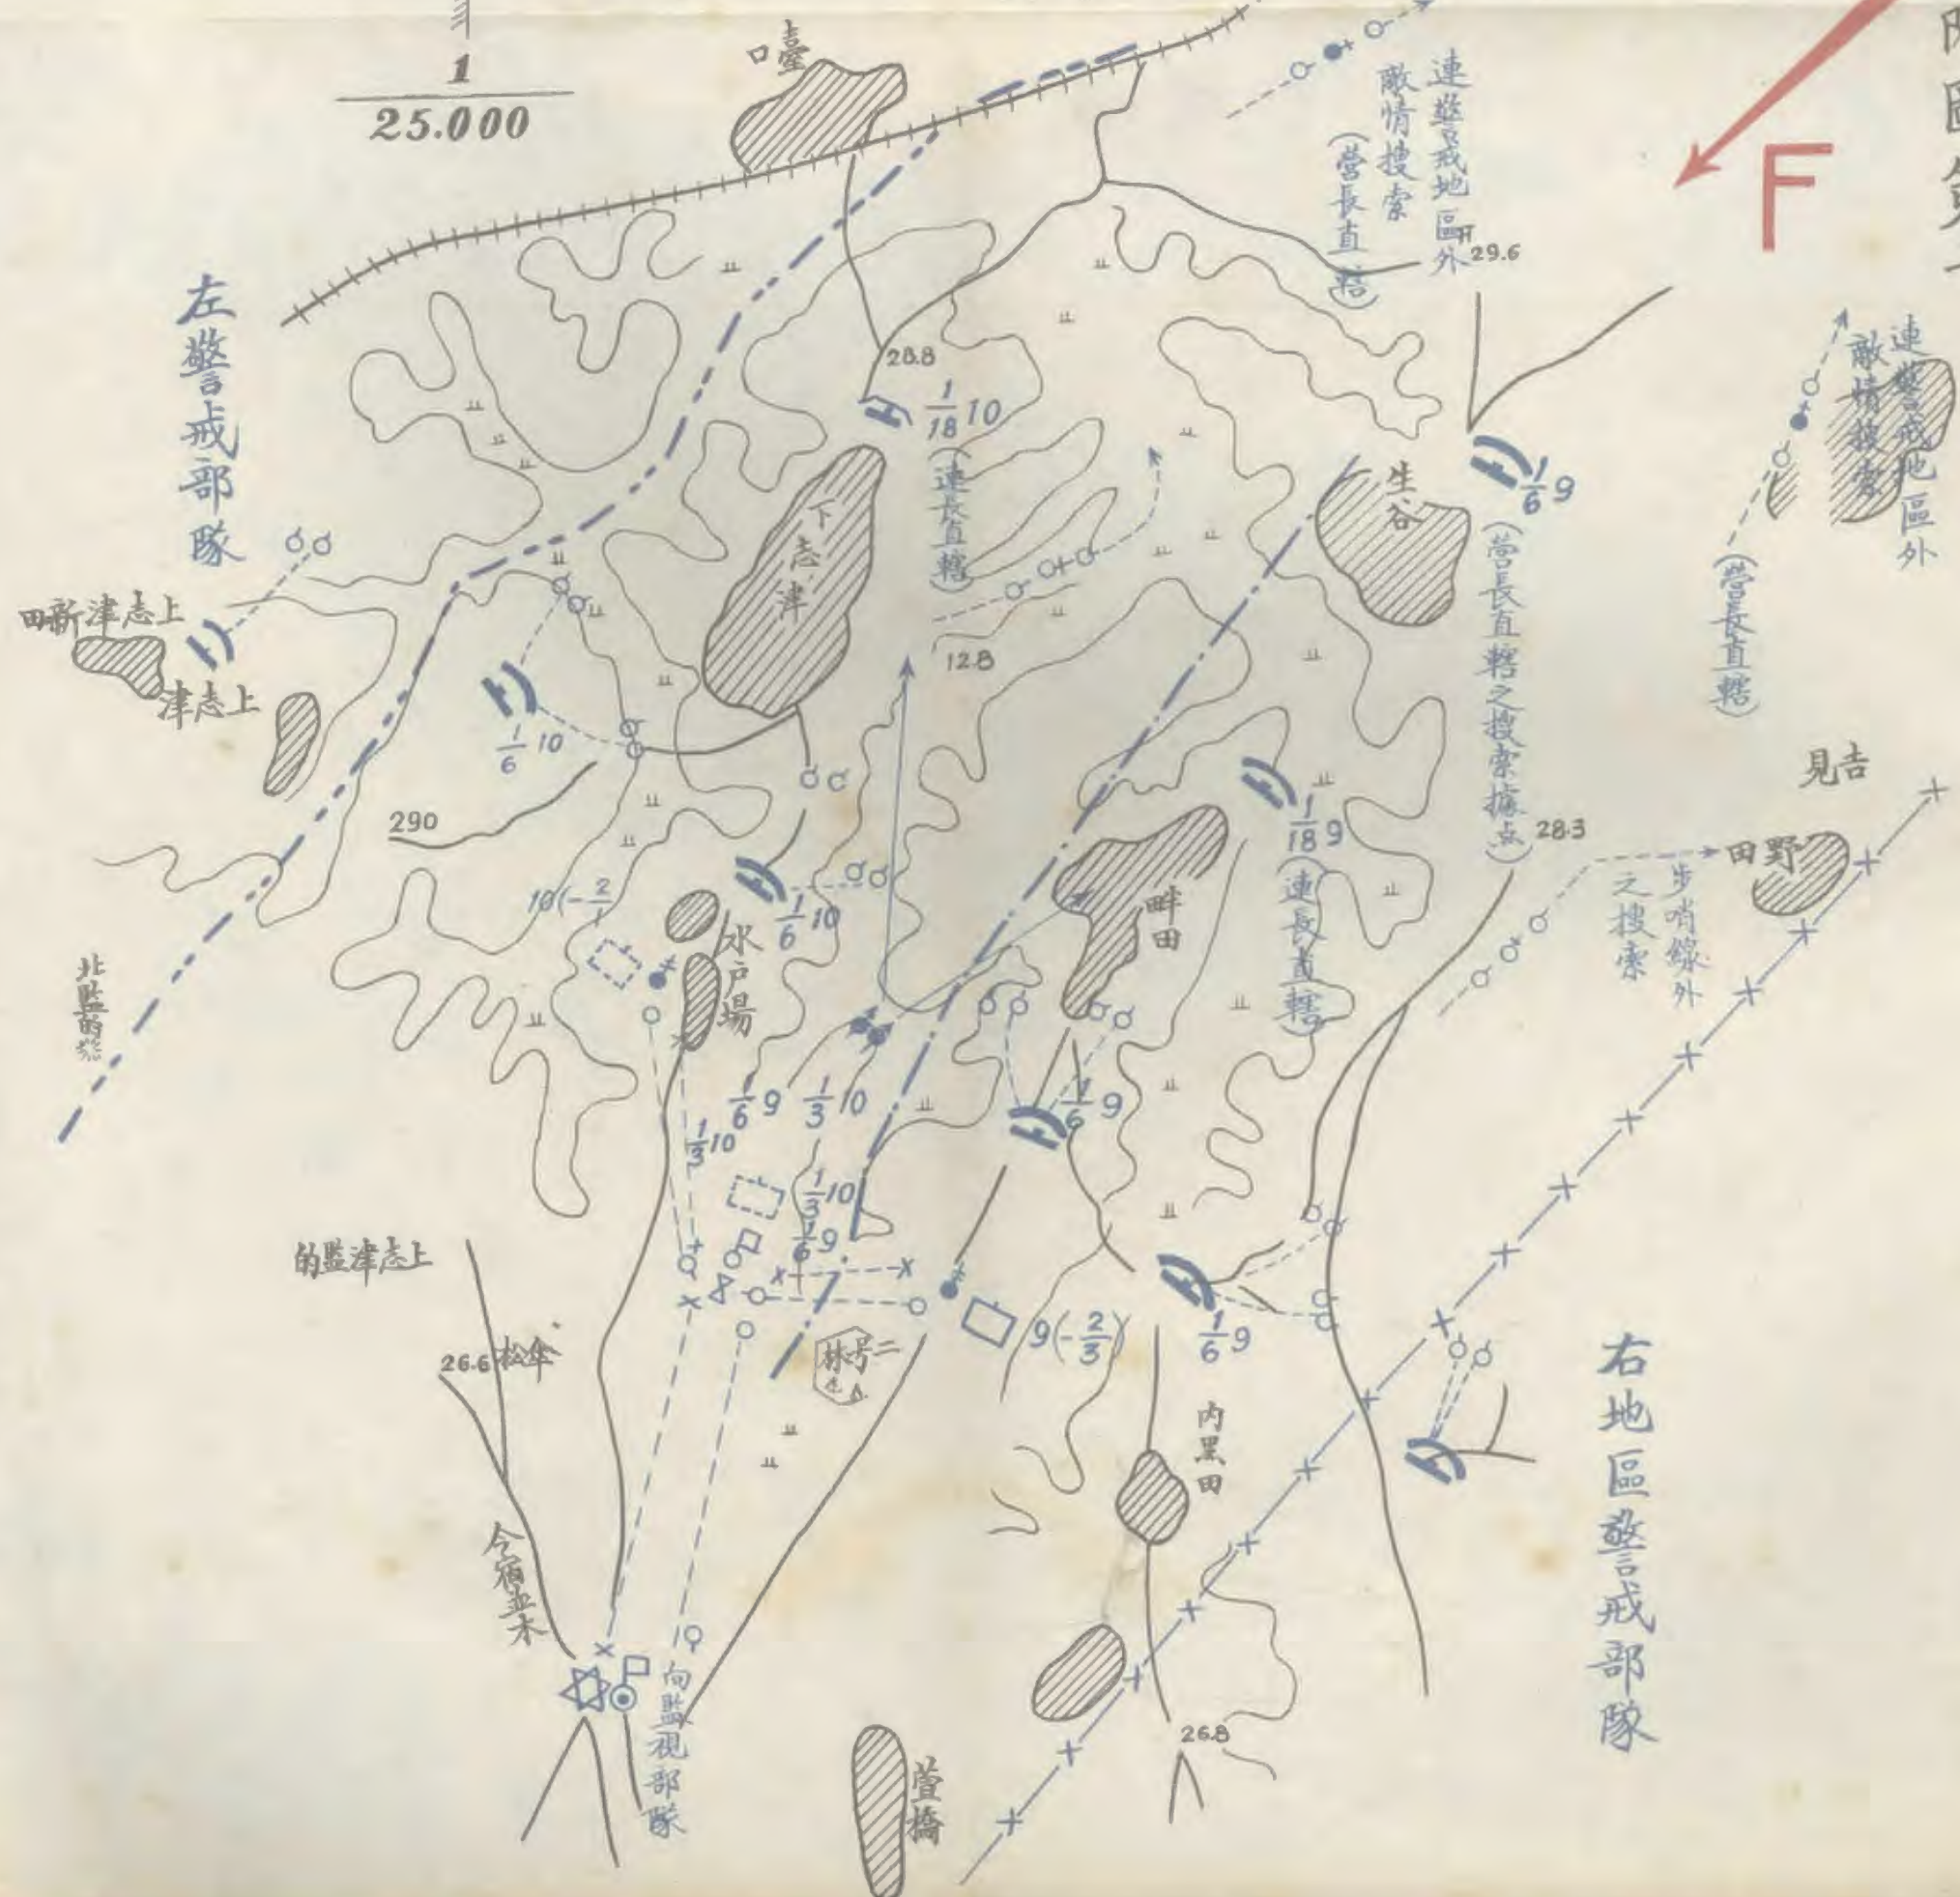 1
25.000
口臺
連警戒地區外
敵情搜索
(營長直轄)
F
29.6
左警戒部隊
28.8
1/18 10
(連長直轄)
下志津
生谷
1/6 9
(營長直轄之搜索據点)
連警戒地區外
敵情搜索
(營長直轄)
田新津志上
津志上
1/6 10
12.8
290
1/18 9
(連長直轄)
28.3
見吉
田野
步哨線外
之搜索
畔田
10(-2/1
1/6 10
水戸場
1/6 9
1/3 10
1/3 10
1/6 9
1/3 10
1/6 9
的監津志上
26.6
松傘
林号二
9(-2/3)
1/6 9
内黒田
右地區警戒部隊
今宿並木
向監視部隊
萱橋
26.8